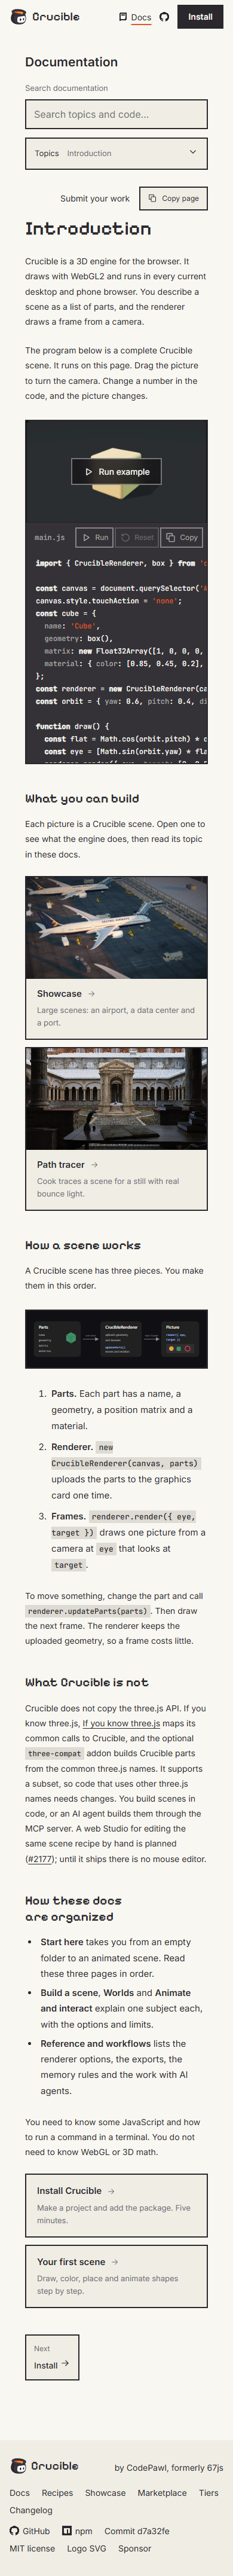 Crucible Docs Install
Documentation
Search documentation
Search topics and code...
Topics Introduction
Submit your work Copy page
Introduction
Crucible is a 3D engine for the browser. It
draws with WebGL2 and runs in every current
desktop and phone browser. You describe a
scene as a list of parts, and the renderer
draws a frame from a camera.
The program below is a complete Crucible
scene. It runs on this page. Drag the picture
to turn the camera. Change a number in the
code, and the picture changes.
Run example
main.js Run Reset Copy
import { CrucibleRenderer, box } from
const canvas = document.querySelector(
canvas.style.touchAction = 'none';
const cube = {
name: 'Cube',
geometry: box(),
matrix: new Float32Array([1, 0, 0, 0,
material: { color: [0.85, 0.45, 0.2],
};
const renderer = new CrucibleRenderer(
const orbit = { yaw: 0.6, pitch: 0.4,
function draw() {
const flat = Math.cos(orbit.pitch) *
const eye = [Math.sin(orbit.yaw) *
What you can build
Each picture is a Crucible scene. Open one to
see what the engine does, then read its topic
in these docs.
Showcase →
Large scenes: an airport, a data center and
a port.
Path tracer →
Cook traces a scene for a still with real
bounce light.
How a scene works
A Crucible scene has three pieces. You make
them in this order.
Parts CrucibleRenderer Picture
1. Parts. Each part has a name, a
geometry, a position matrix and a
material.
2. Renderer. new
CrucibleRenderer(canvas, parts)
uploads the parts to the graphics
card one time.
3. Frames. renderer.render({ eye,
target }) draws one picture from a
camera at eye that looks at
target.
To move something, change the part and call
renderer.updateParts(parts). Then draw
the next frame. The renderer keeps the
uploaded geometry, so a frame costs little.
What Crucible is not
Crucible does not copy the three.js API. If you
know three.js, If you know three.js maps its
common calls to Crucible, and the optional
three-compat addon builds Crucible parts
from the common three.js names. It supports
a subset, so code that uses other three.js
names needs changes. You build scenes in
code, or an AI agent builds them through the
MCP server. A web Studio for editing the
same scene recipe by hand is planned
(#2177); until it ships there is no mouse editor.
How these docs
are organized
• Start here takes you from an empty
folder to an animated scene. Read
these three pages in order.
• Build a scene, Worlds and Animate
and interact explain one subject each,
with the options and limits.
• Reference and workflows lists the
renderer options, the exports, the
memory rules and the work with AI
agents.
You need to know some JavaScript and how
to run a command in a terminal. You do not
need to know WebGL or 3D math.
Install Crucible →
Make a project and add the package. Five
minutes.
Your first scene →
Draw, color, place and animate shapes
step by step.
Next
Install →
Crucible by CodePawl, formerly 67js
Docs Recipes Showcase Marketplace Tiers
Changelog
GitHub npm Commit d7a32fe
MIT license Logo SVG Sponsor